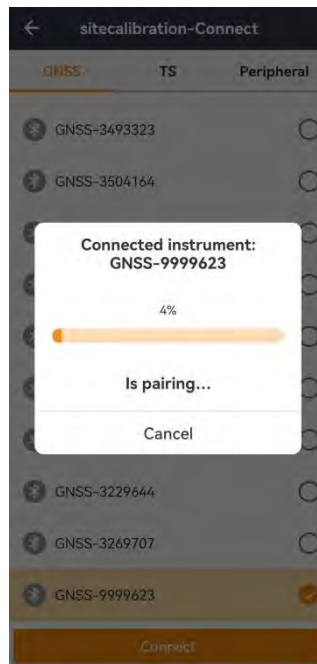 sitecalibration-Connect
GNSS TS Peripheral
GNSS-3493323
GNSS-3504164
Connected instrument:
GNSS-9999623
4%
Is pairing...
Cancel
GNSS-3229644
GNSS-3269707
GNSS-9999623
Connect